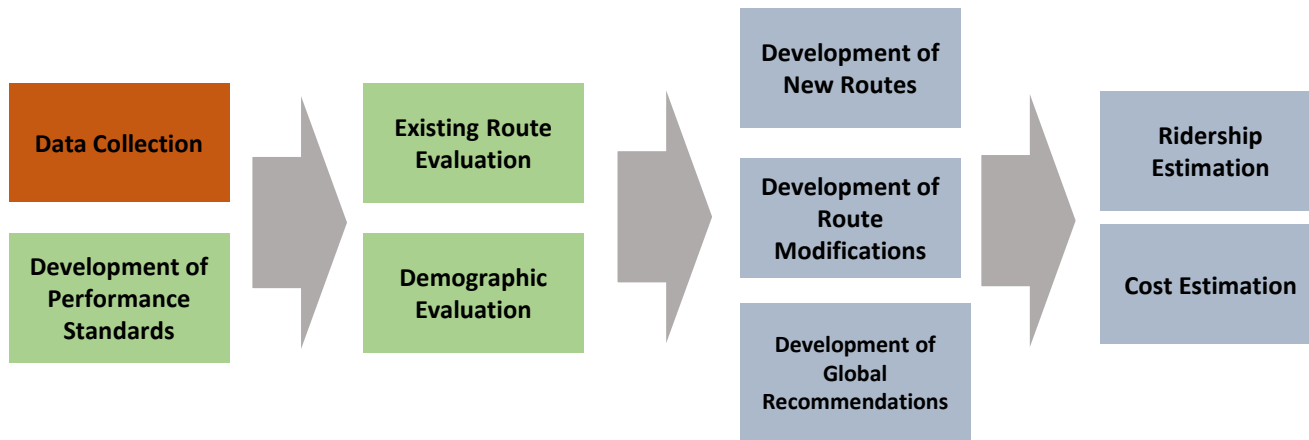 Data Collection
Development of
Performance
Standards
Existing Route
Evaluation
Demographic
Evaluation
Development of
New Routes
Development of
Route
Modifications
Development of
Global
Recommendations
Ridership
Estimation
Cost Estimation